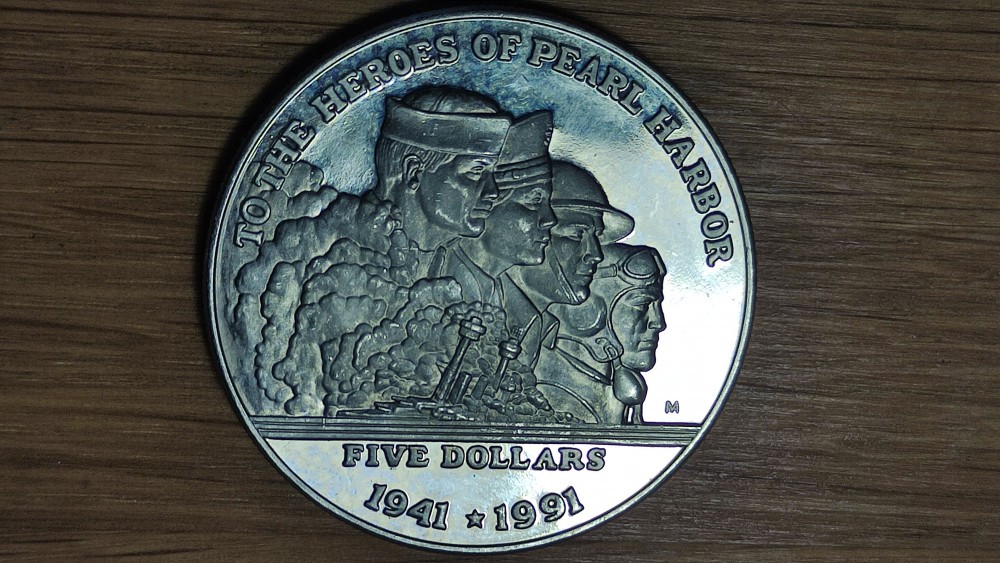 TO THE HEROES OF PEARL HARBOR
M
FIVE DOLLARS
1941 ★ 1991